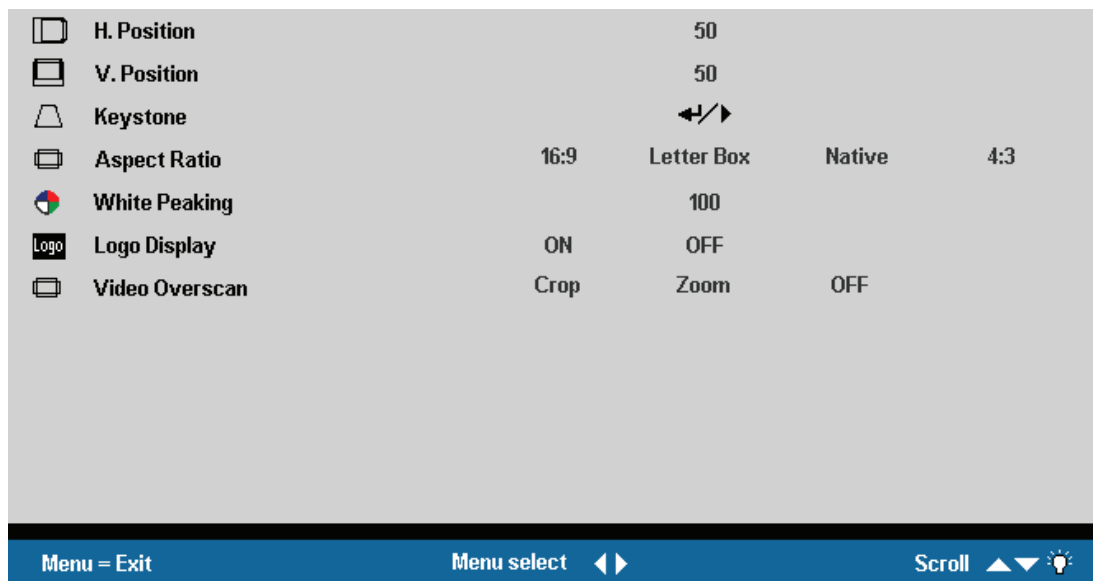 H. Position 50
V. Position 50
Keystone
Aspect Ratio 16:9 Letter Box Native 4:3
White Peaking 100
Logo Logo Display ON OFF
Video Overscan Crop Zoom OFF
Menu = Exit Menu select Scroll